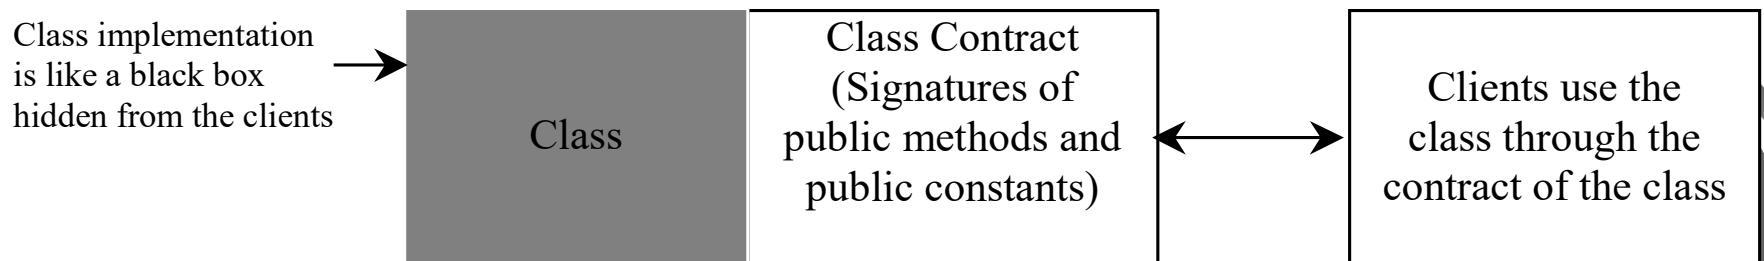 Class implementation
is like a black box
hidden from the clients
Class
Class Contract
(Signatures of
public methods and
public constants)
Clients use the
class through the
contract of the class